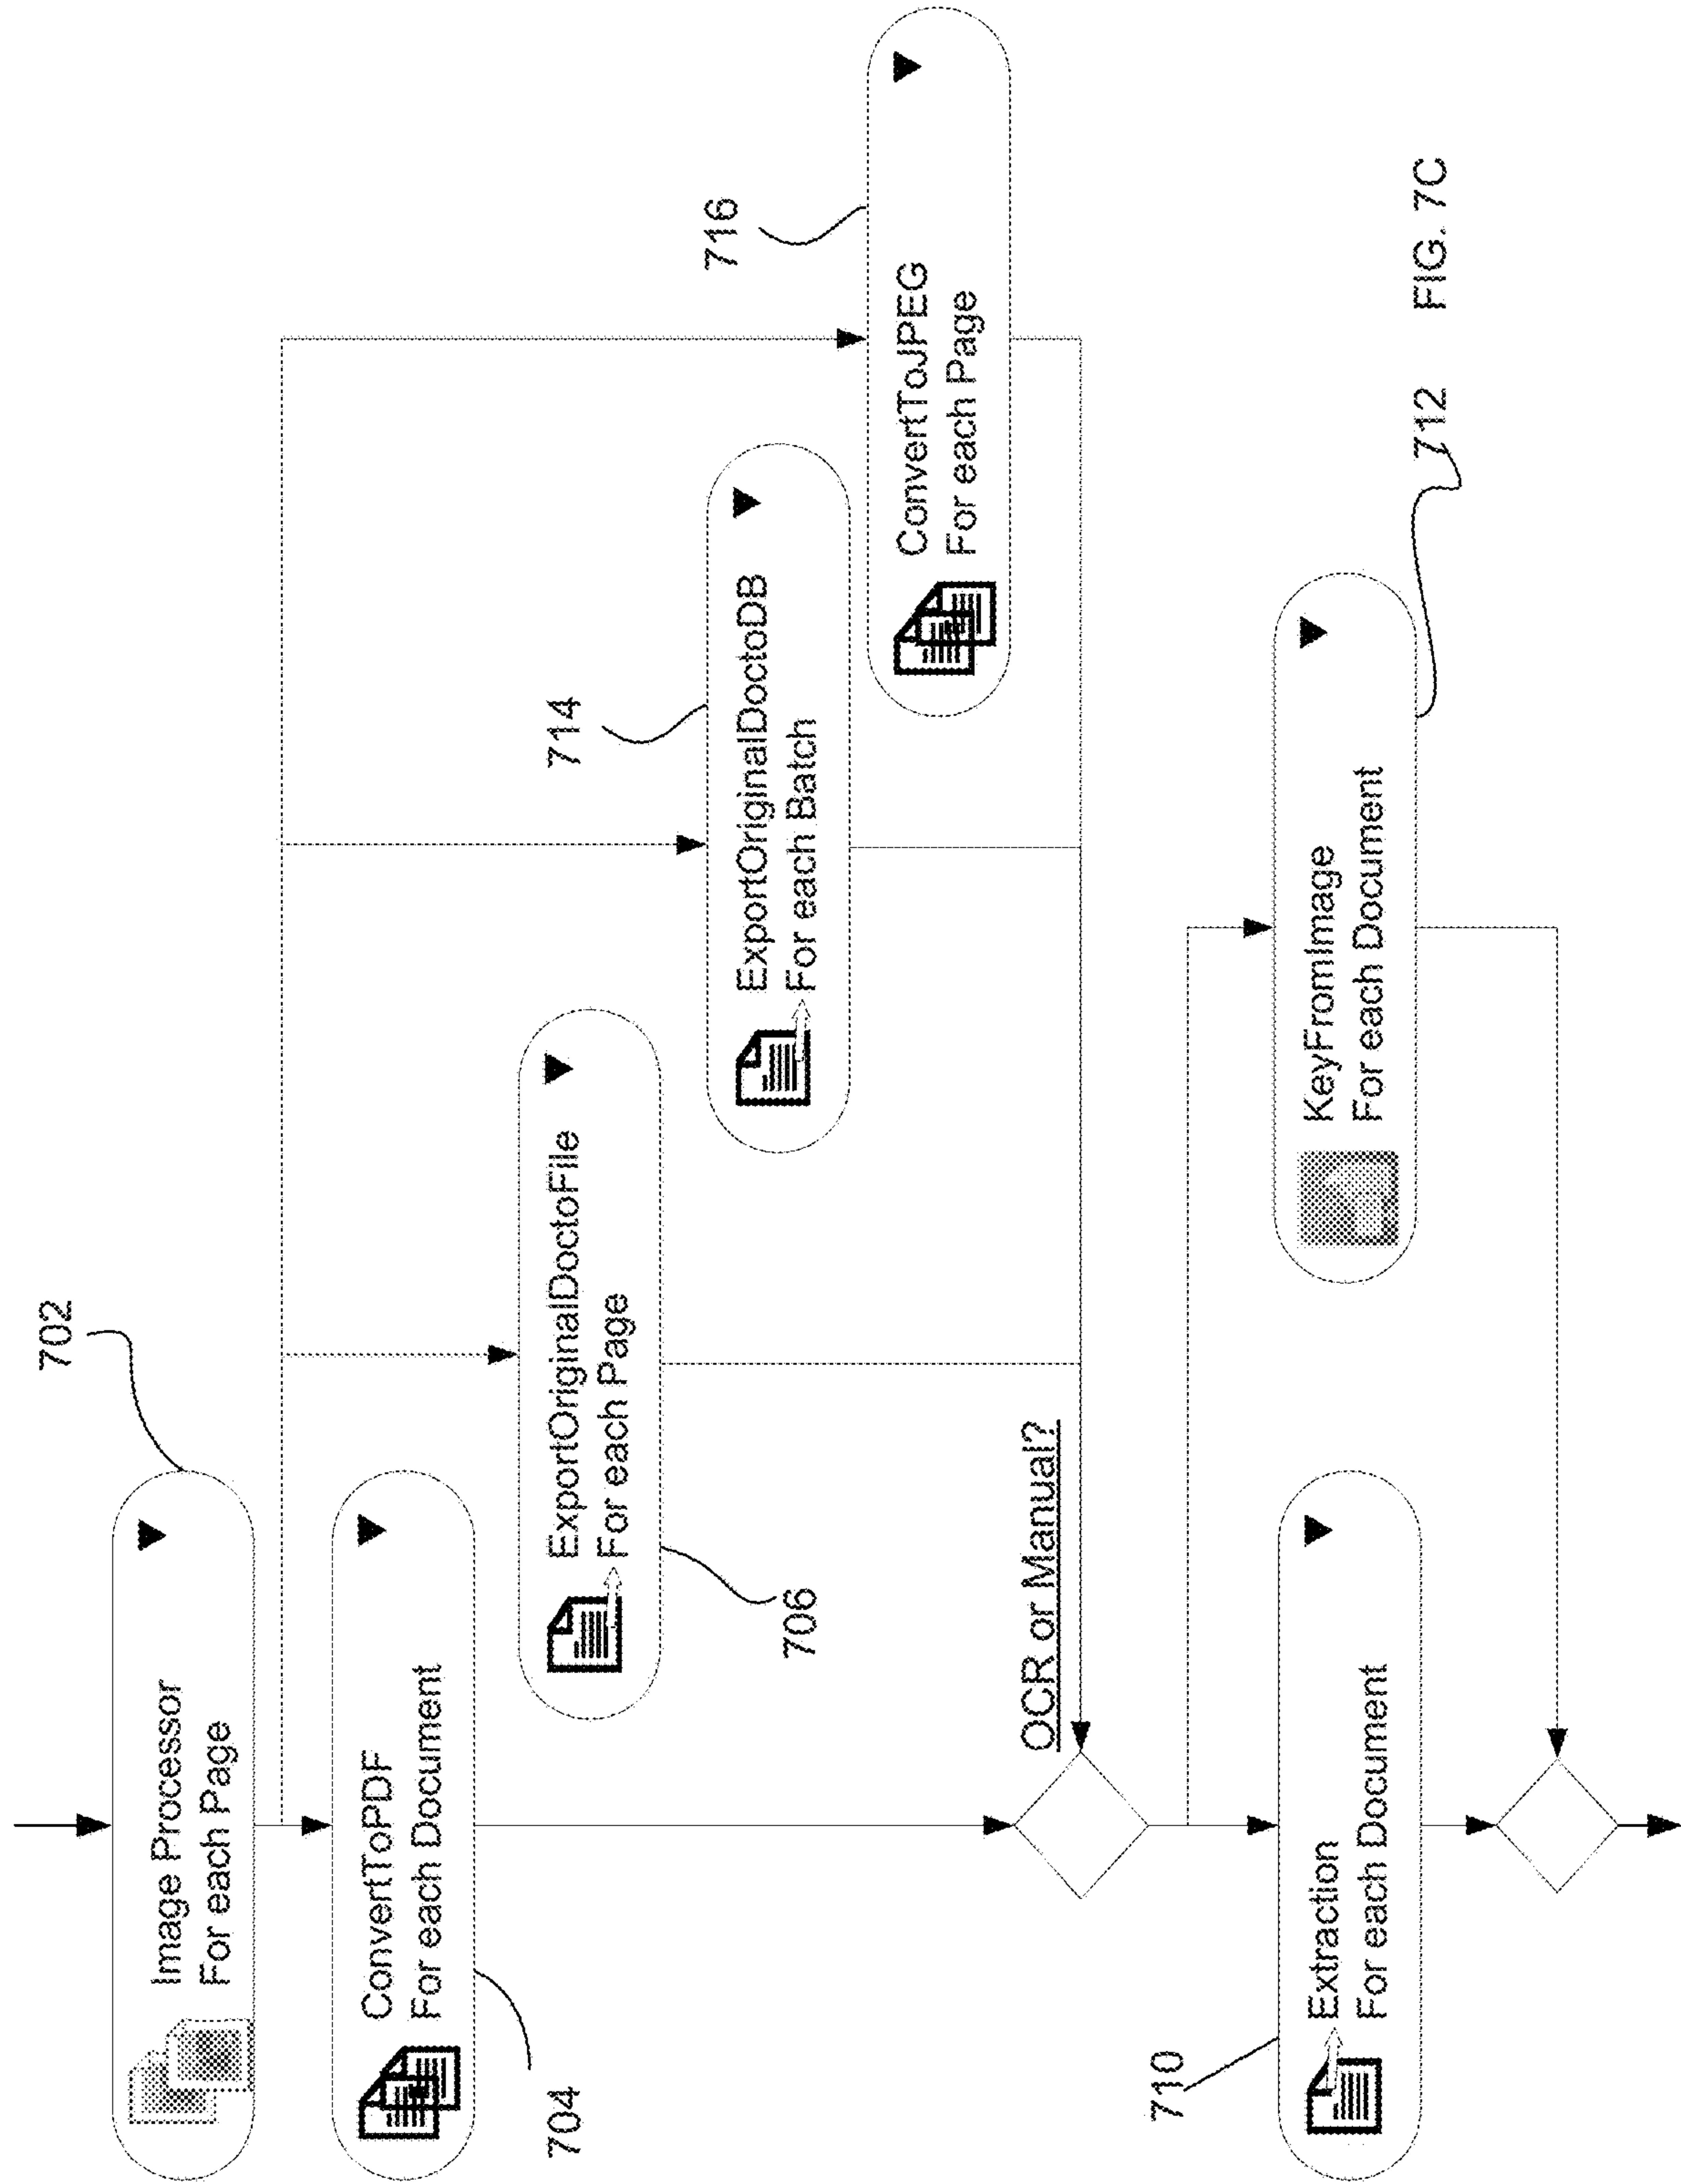 702
Image Processor
For each Page
ConvertToPDF
For each Document
704
ExportOriginalDoctoFile
For each Page
706
714
ExportOriginalDoctoDB
For each Batch
716
ConvertToJPEG
For each Page
OCR or Manual?
710
Extraction
For each Document
KeyFromImage
For each Document
712
FIG. 7C